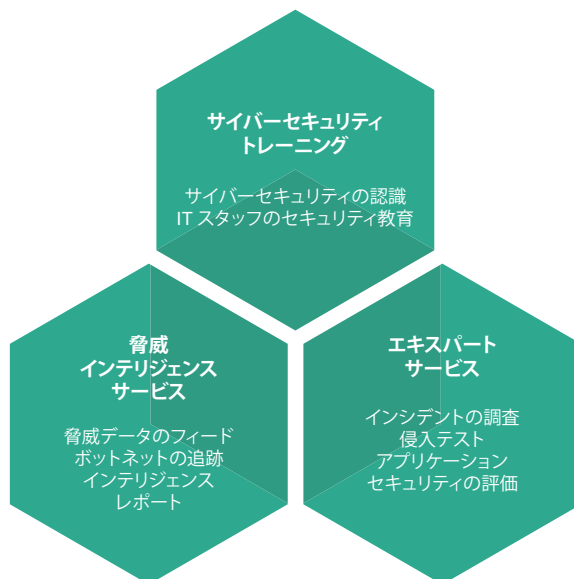 サイバーセキュリティ
トレーニング
サイバーセキュリティの認識
IT スタッフのセキュリティ教育
脅威
インテリジェンス
サービス
脅威データのフィード
ボットネットの追跡
インテリジェンス
レポート
エキスパート
サービス
インシデントの調査
侵入テスト
アプリケーション
セキュリティの評価